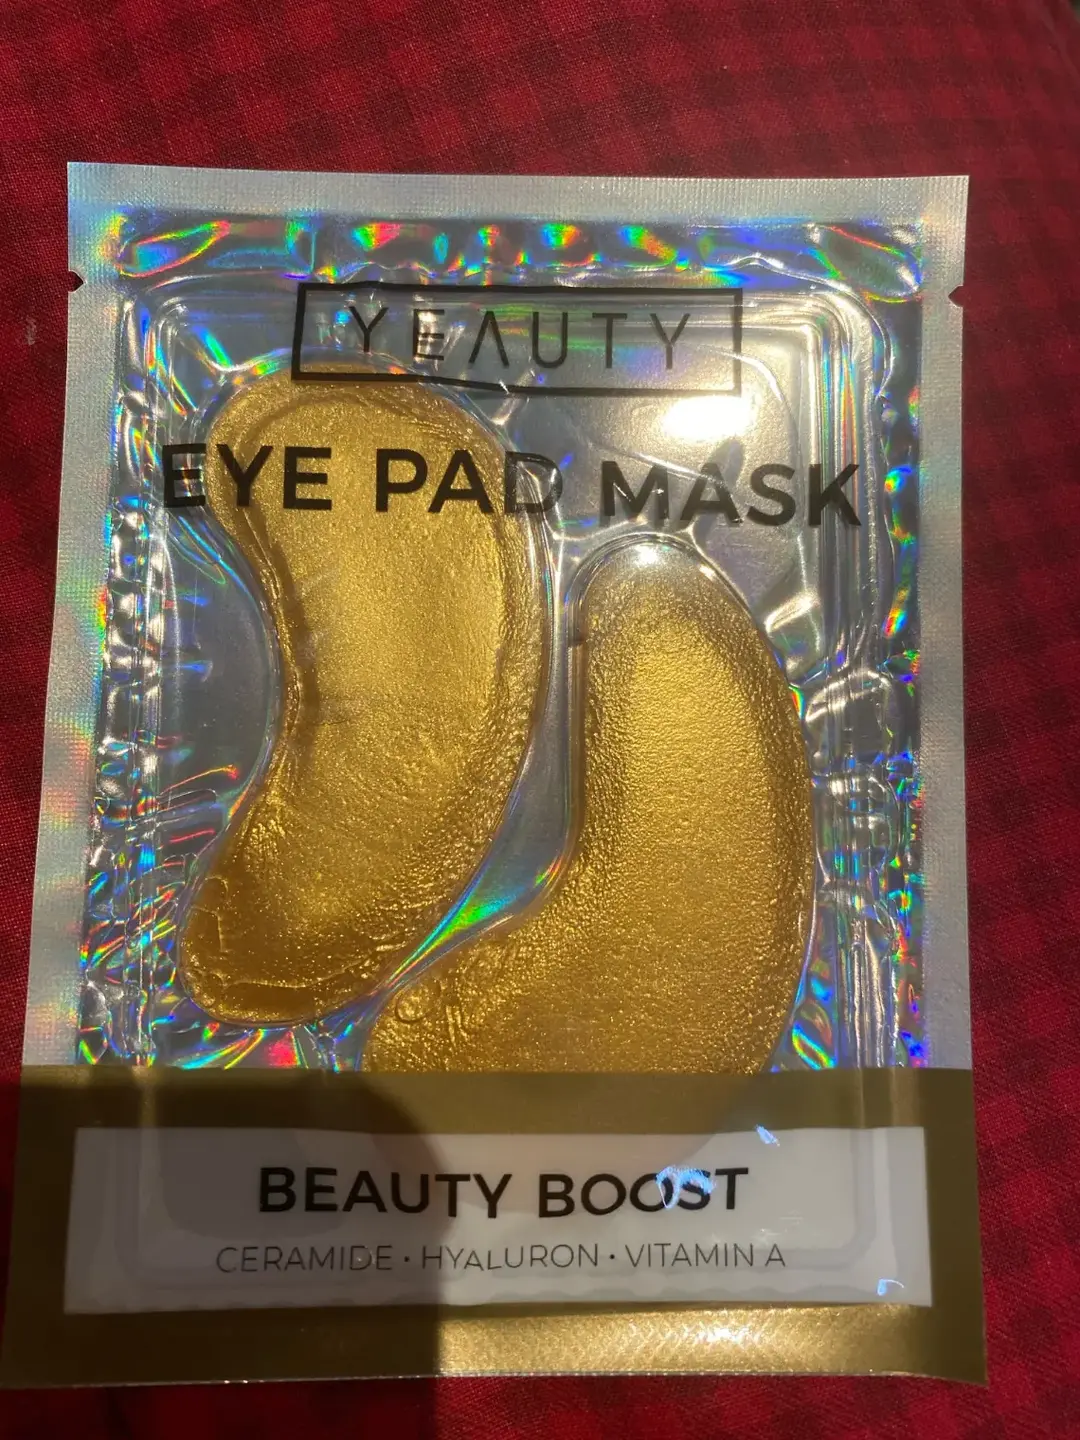 YEAUTY
EYE PAD MASK
BEAUTY BOOST
CERAMIDE • HYALURON • VITAMIN A